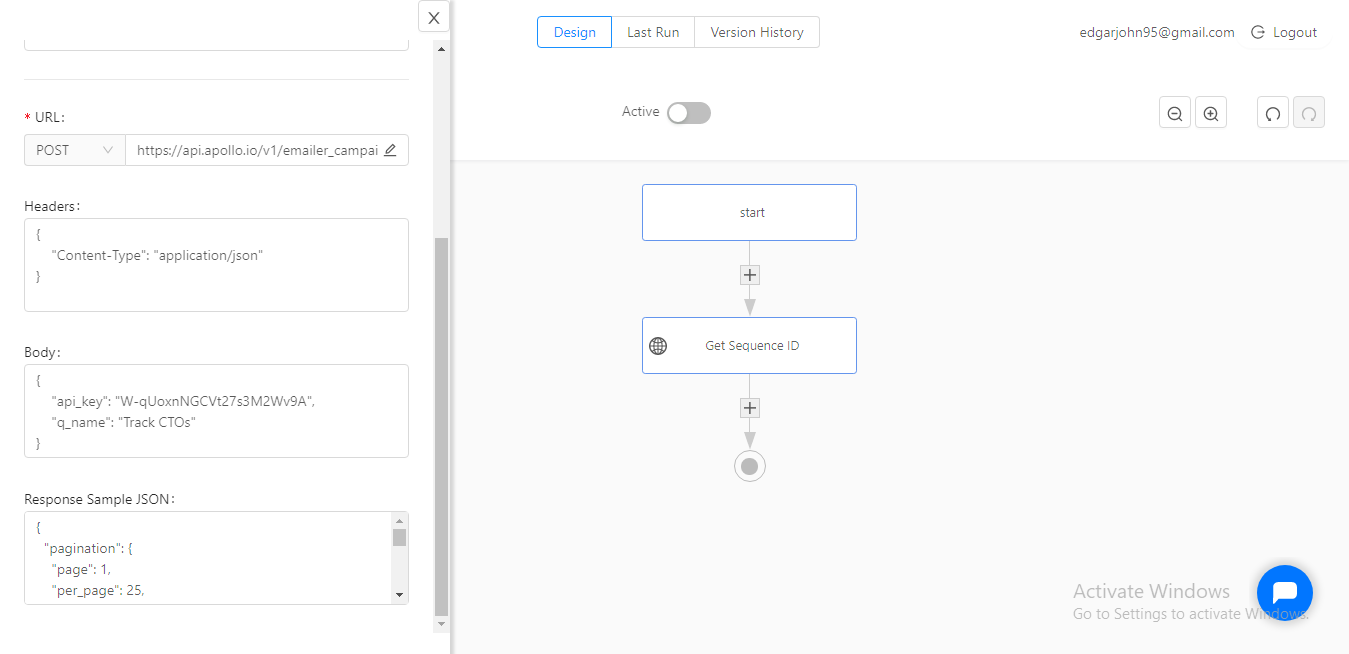 Design
Last Run
Version History
edgarjohn95@gmail.com
Logout
Active
* URL:
POST
https://api.apollo.io/v1/emailer_campai
Headers:
{
"Content-Type": "application/json"
}
Body:
{
"api_key": "W-qUoxnNGCVt27s3M2Wv9A",
"q_name": "Track CTOs"
}
Response Sample JSON:
{
"pagination": {
"page": 1,
"per_page": 25,
start
Get Sequence ID
Activate Windows
Go to Settings to activate Windows.